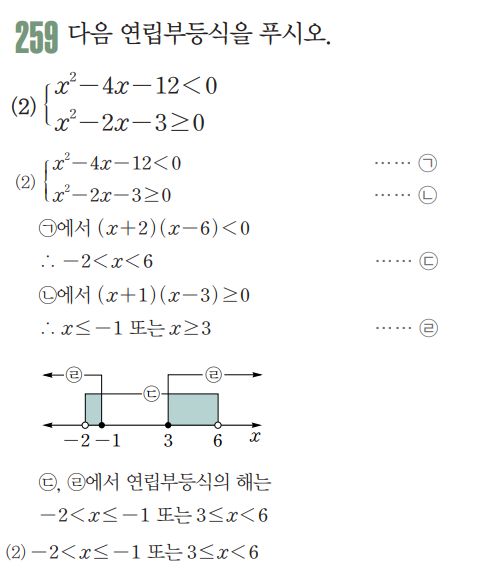 259 다음 연립부등식을 푸시오.
(2) { x²－4x－12＜0
x²－2x－3≥0
(2) { x²－4x－12＜0 …… ㉠
x²－2x－3≥0 …… ㉡
㉠에서 (x＋2)(x－6)＜0
∴ －2＜x＜6 …… ㉢
㉡에서 (x＋1)(x－3)≥0
∴ x≤－1 또는 x≥3 …… ㉣
㉣ ㉣
㉢
－2 －1 3 6 x
㉢, ㉣에서 연립부등식의 해는
－2＜x≤－1 또는 3≤x＜6
(2) －2＜x≤－1 또는 3≤x＜6